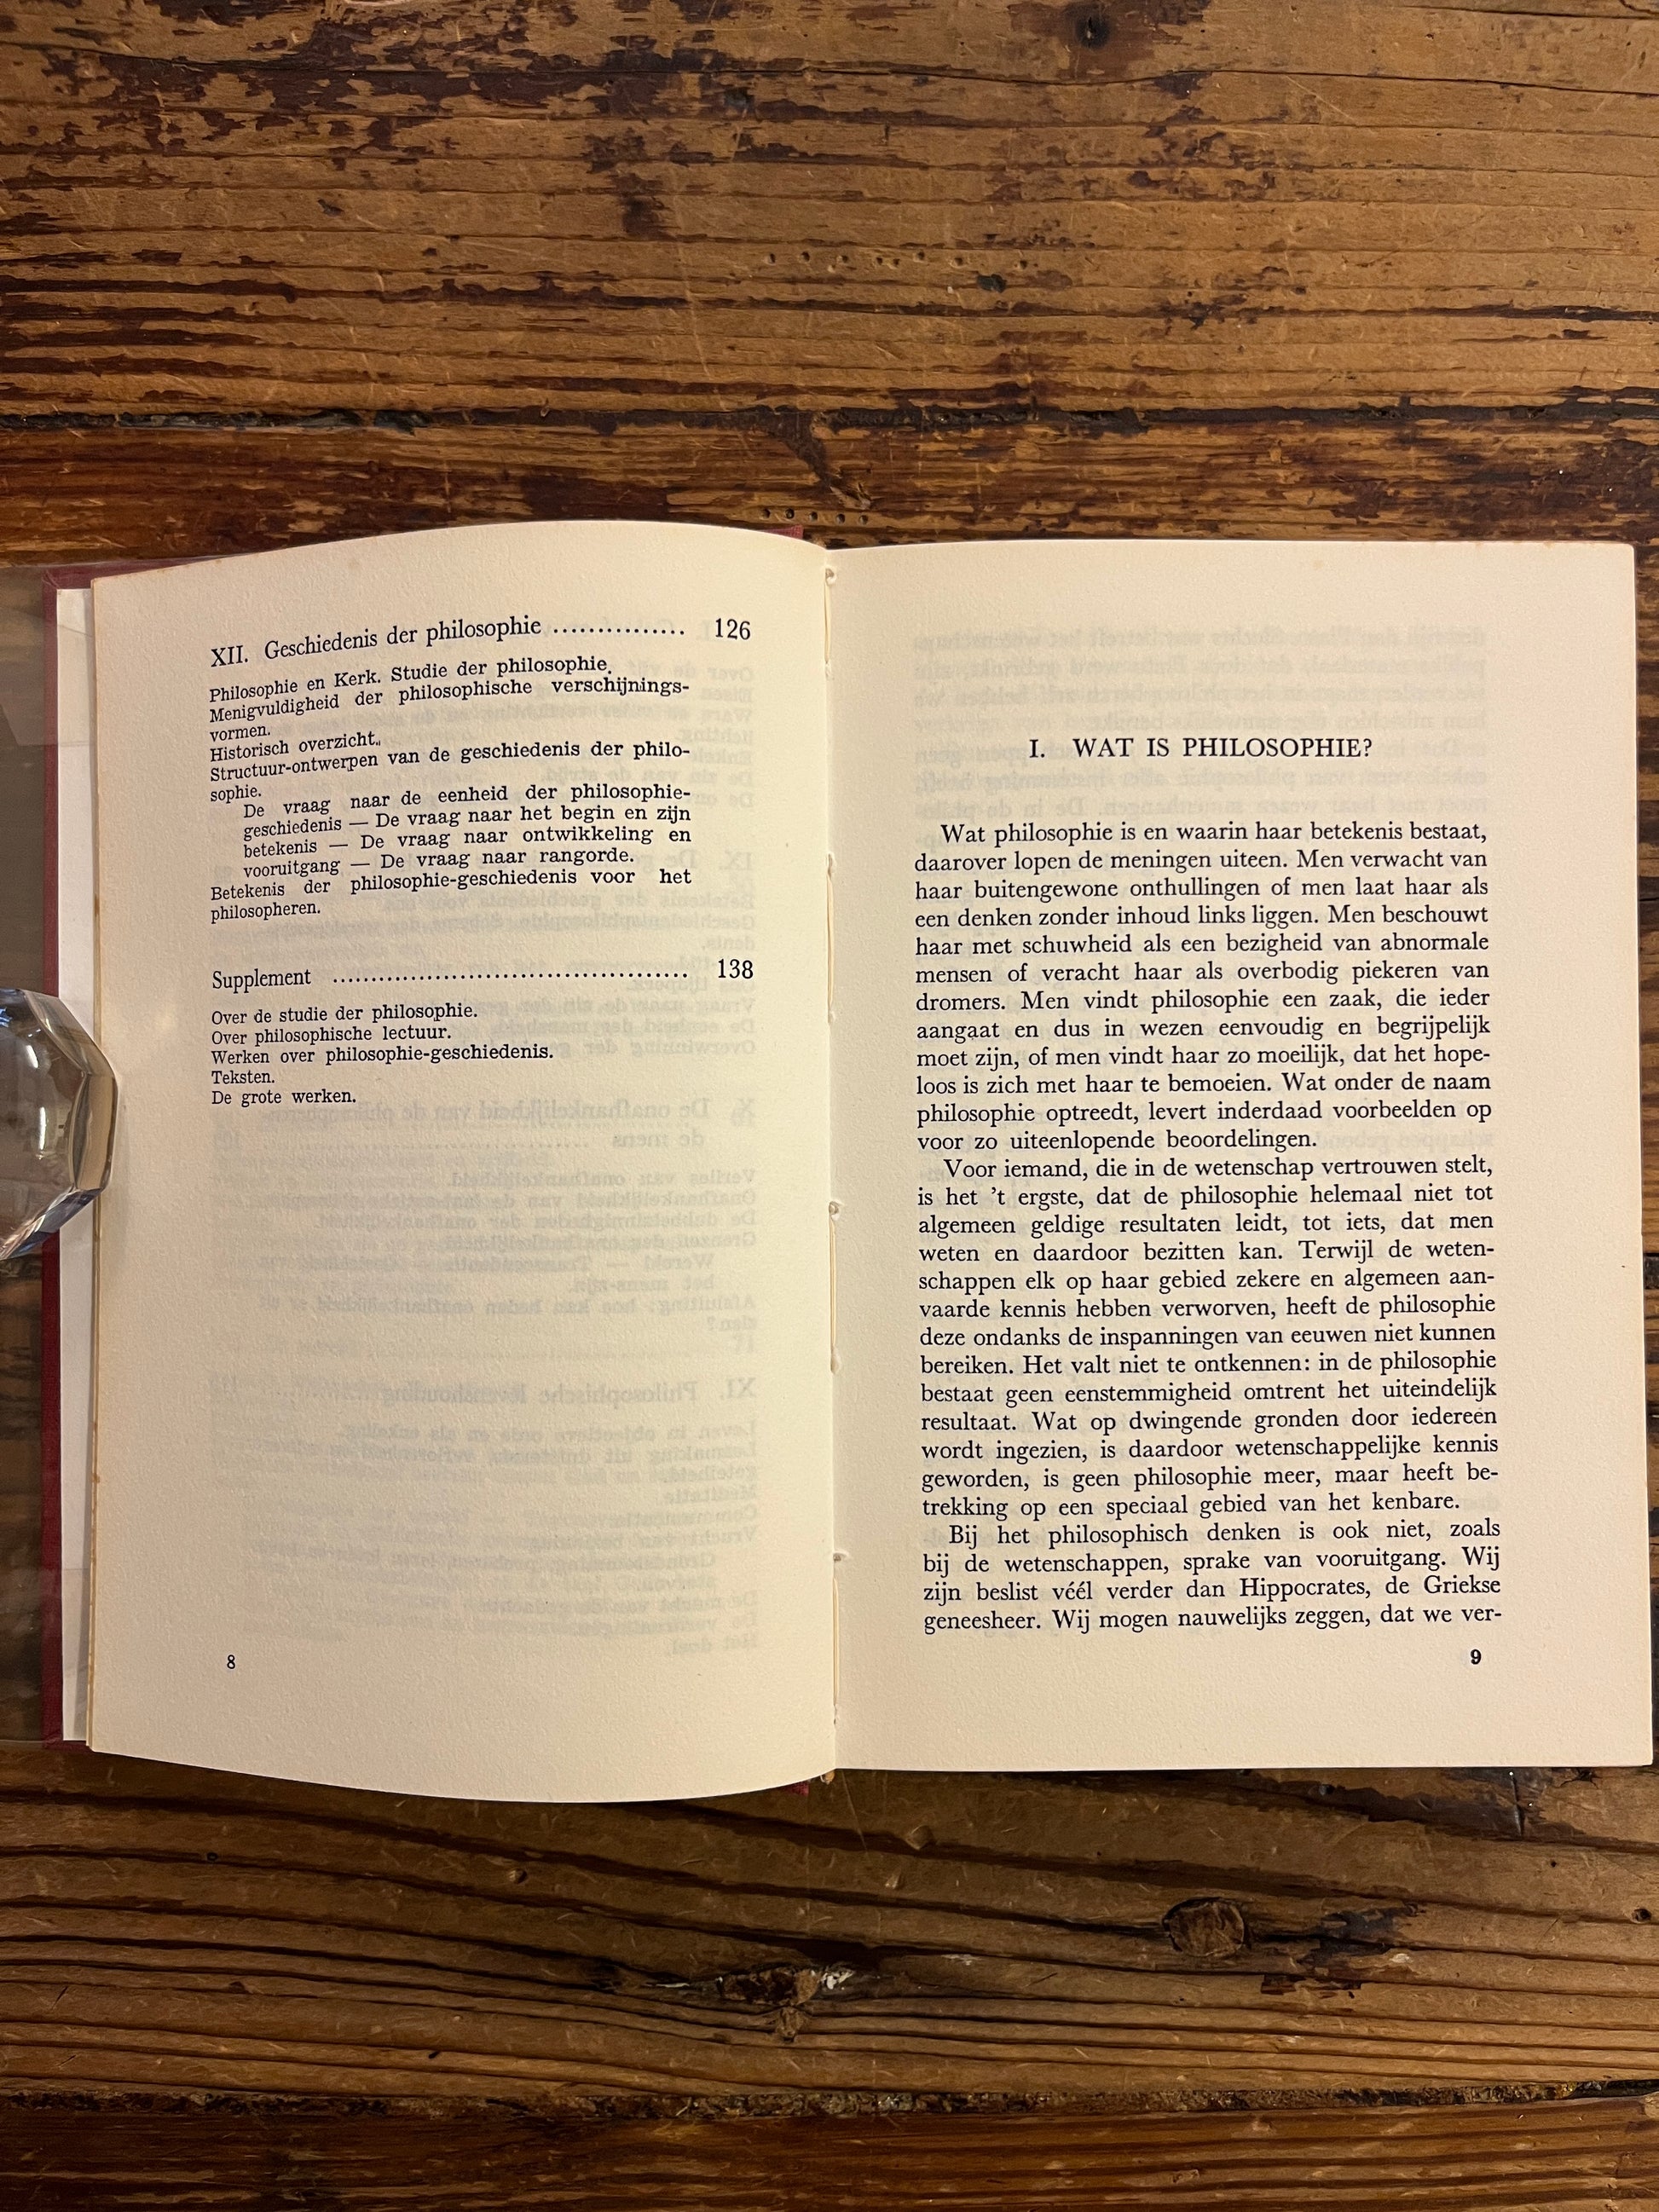 XII. Geschiedenis der philosophie ............... 126
Philosophie en Kerk. Studie der philosophie.
Menigvuldigheid der philosophische verschijnings-
vormen.
Historisch overzicht.
Structuur-ontwerpen van de geschiedenis der philo-
sophie.
De vraag naar de eenheid der philosophie-
geschiedenis — De vraag naar het begin en zijn
betekenis — De vraag naar ontwikkeling en
vooruitgang — De vraag naar rangorde.
Betekenis der philosophie-geschiedenis voor het
philosopheren.
Supplement ......................................... 138
Over de studie der philosophie.
Over philosophische lectuur.
Werken over philosophie-geschiedenis.
Teksten.
De grote werken.
8
I. WAT IS PHILOSOPHIE?
Wat philosophie is en waarin haar betekenis bestaat,
daarover lopen de meningen uiteen. Men verwacht van
haar buitengewone onthullingen of men laat haar als
een denken zonder inhoud links liggen. Men beschouwt
haar met schuwheid als een bezigheid van abnormale
mensen of veracht haar als overbodig piekeren van
dromers. Men vindt philosophie een zaak, die ieder
aangaat en dus in wezen eenvoudig en begrijpelijk
moet zijn, of men vindt haar zo moeilijk, dat het hope-
loos is zich met haar te bemoeien. Wat onder de naam
philosophie optreedt, levert inderdaad voorbeelden op
voor zo uiteenlopende beoordelingen.
Voor iemand, die in de wetenschap vertrouwen stelt,
is het 't ergste, dat de philosophie helemaal niet tot
algemeen geldige resultaten leidt, tot iets, dat men
weten en daardoor bezitten kan. Terwijl de weten-
schappen elk op haar gebied zekere en algemeen aan-
vaarde kennis hebben verworven, heeft de philosophie
deze ondanks de inspanningen van eeuwen niet kunnen
bereiken. Het valt niet te ontkennen: in de philosophie
bestaat geen eenstemmigheid omtrent het uiteindelijk
resultaat. Wat op dwingende gronden door iedereen
wordt ingezien, is daardoor wetenschappelijke kennis
geworden, is geen philosophie meer, maar heeft be-
trekking op een speciaal gebied van het kenbare.
Bij het philosophisch denken is ook niet, zoals
bij de wetenschappen, sprake van vooruitgang. Wij
zijn beslist véél verder dan Hippocrates, de Griekse
geneesheer. Wij mogen nauwelijks zeggen, dat we ver-
9